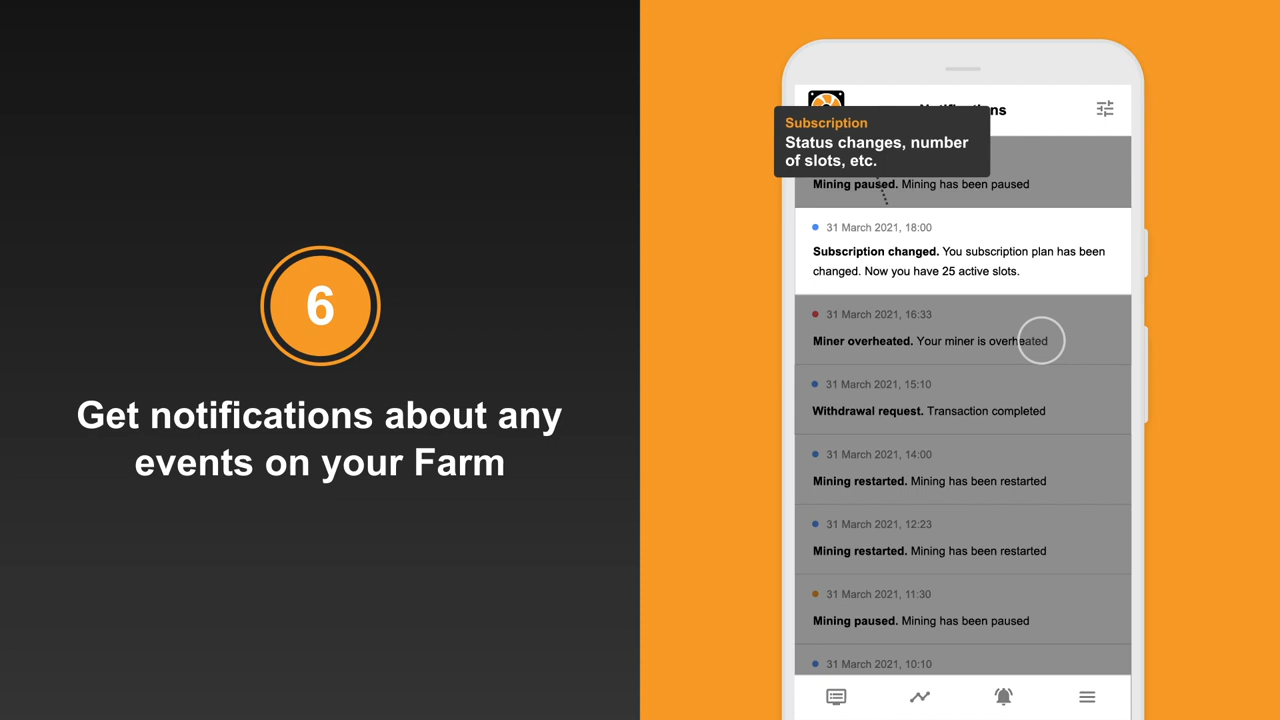 6
Get notifications about any
events on your Farm
Subscription
Status changes, number
of slots, etc.
Mining paused. Mining has been paused
31 March 2021, 18:00
Subscription changed. You subscription plan has been
changed. Now you have 25 active slots.
31 March 2021, 16:33
Miner overheated. Your miner is overheated
31 March 2021, 15:10
Withdrawal request. Transaction completed
31 March 2021, 14:00
Mining restarted. Mining has been restarted
31 March 2021, 12:23
Mining restarted. Mining has been restarted
31 March 2021, 11:30
Mining paused. Mining has been paused
31 March 2021, 10:10